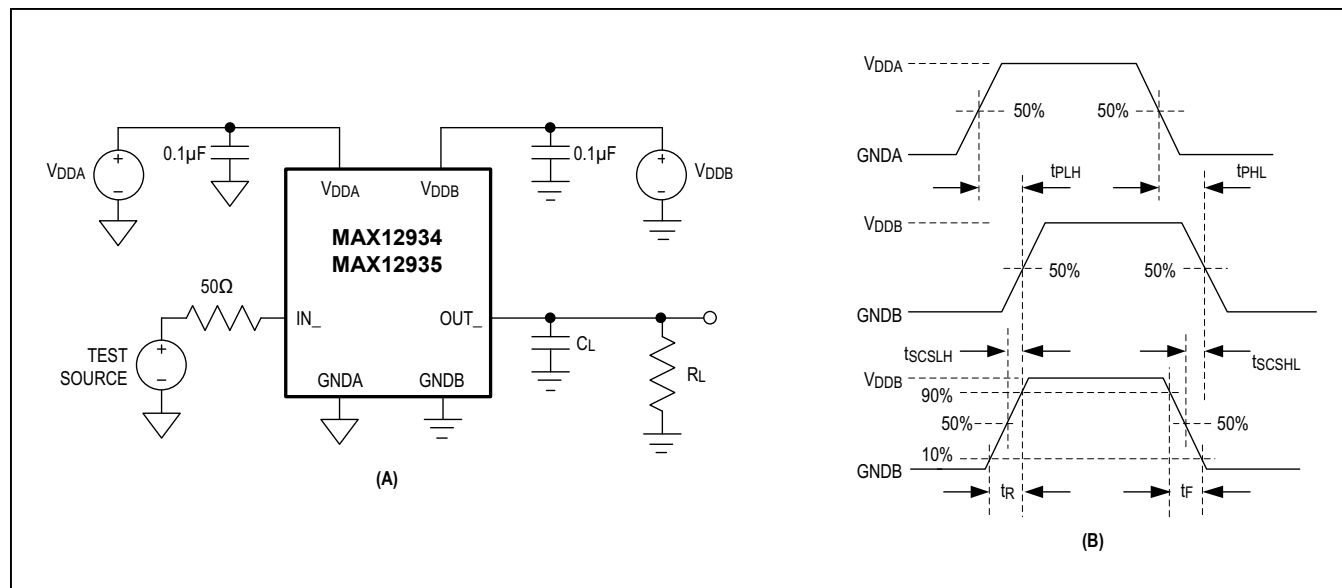 VDDA
0.1µF
0.1µF
VDDB
VDDA
VDDB
MAX12934
MAX12935
50Ω
IN_
OUT_
TEST
SOURCE
CL
RL
GNDA
GNDB
(A)
VDDA
50%
50%
GNDA
tPLH
tPHL
VDDB
50%
50%
GNDB
tSCSLH
tSCSHL
VDDB
90%
50%
50%
10%
GNDB
tR
tF
(B)